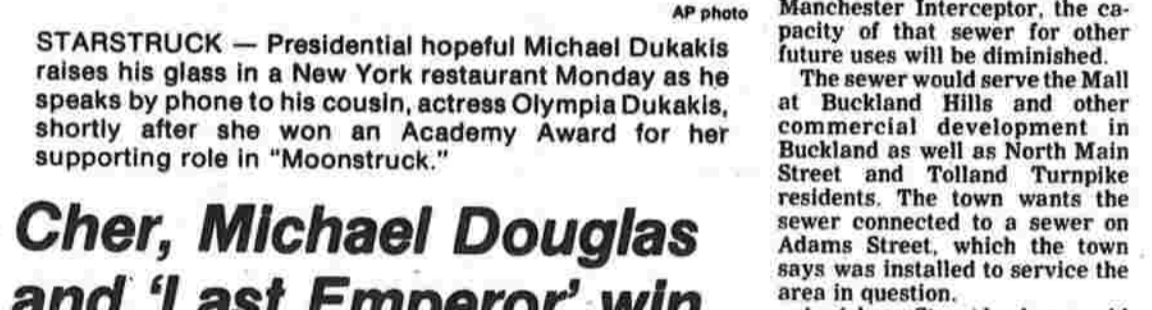 AP photo
STARSTRUCK — Presidential hopeful Michael Dukakis
raises his glass in a New York restaurant Monday as he
speaks by phone to his cousin, actress Olympia Dukakis,
shortly after she won an Academy Award for her
supporting role in "Moonstruck."
Cher, Michael Douglas
and 'Last Emperor' win
Manchester Interceptor, the ca-
pacity of that sewer for other
future uses will be diminished.
The sewer would serve the Mall
at Buckland Hills and other
commercial development in
Buckland as well as North Main
Street and Tolland Turnpike
residents. The town wants the
sewer connected to a sewer on
Adams Street, which the town
says was installed to service the
area in question.